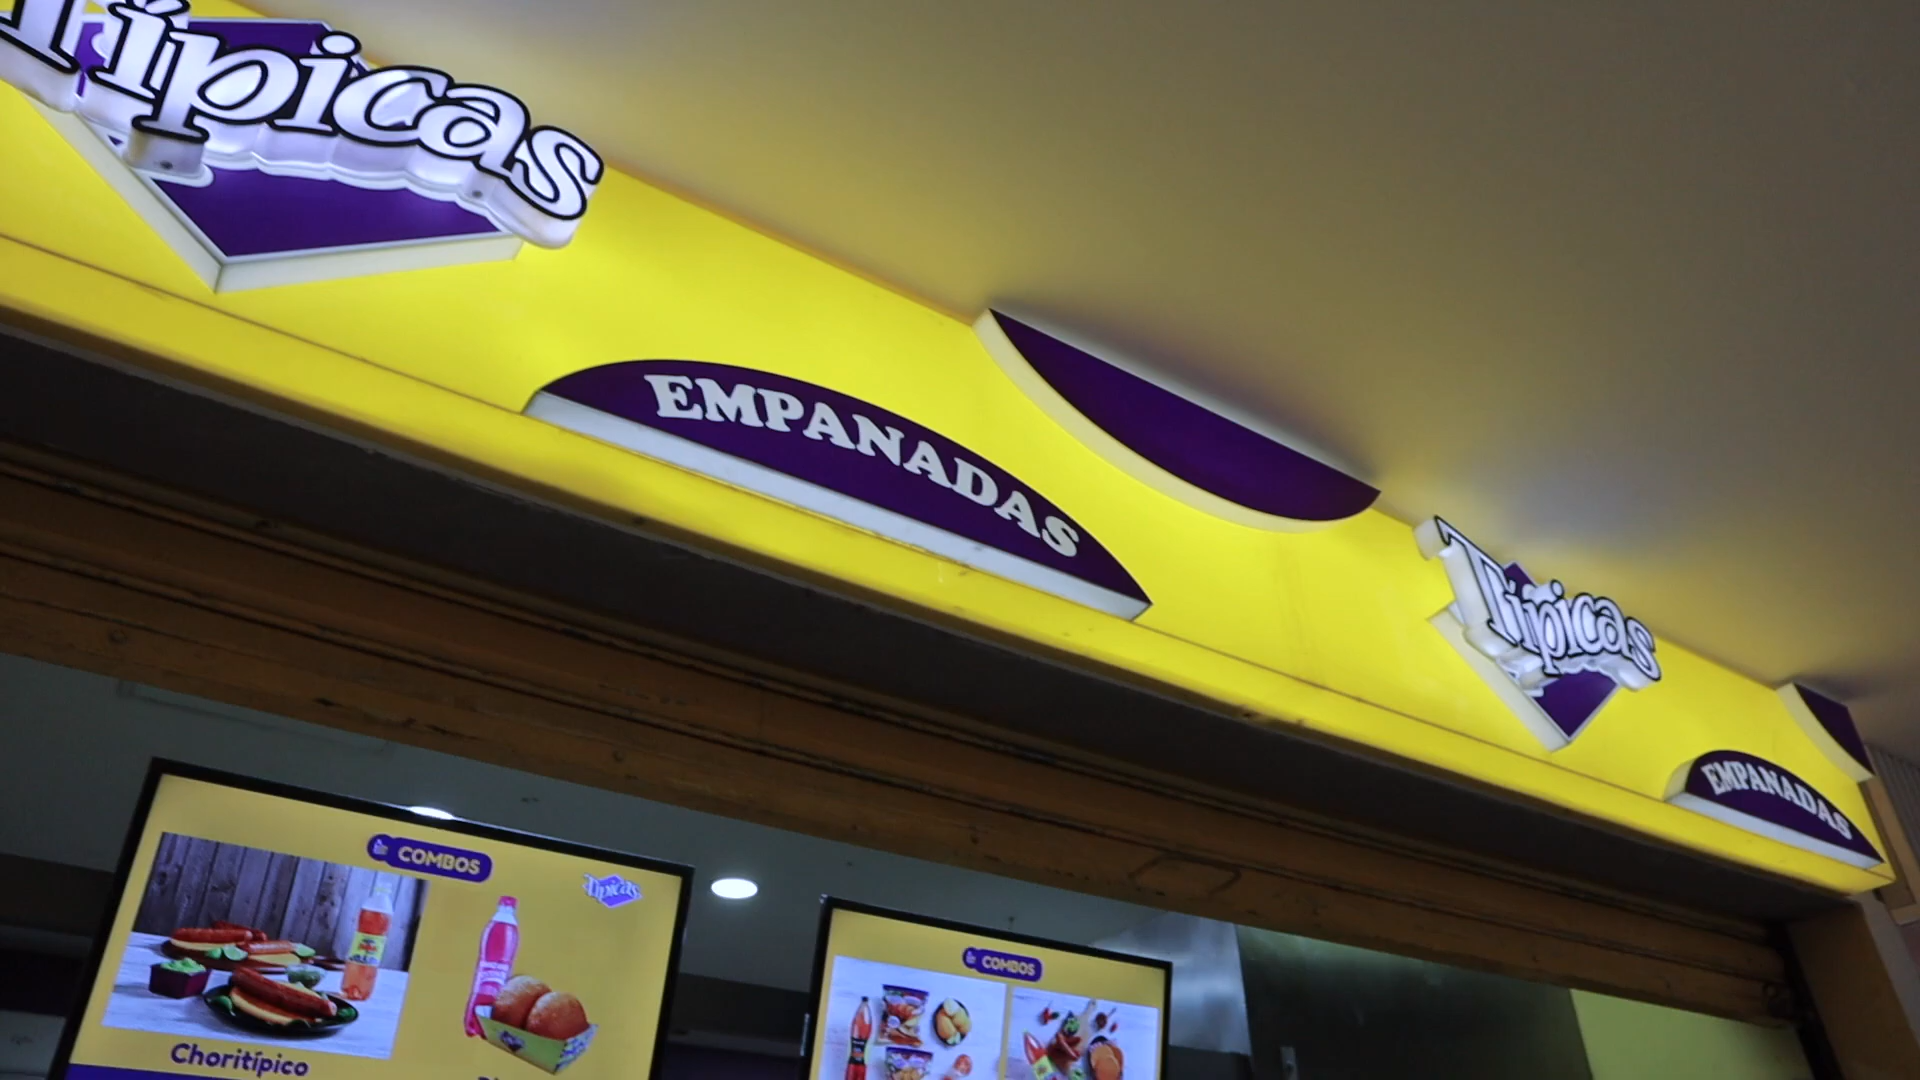 Típicas
EMPANADAS
Típicas
EMPANADAS
COMBOS
Típicas
Choritípico
COMBOS